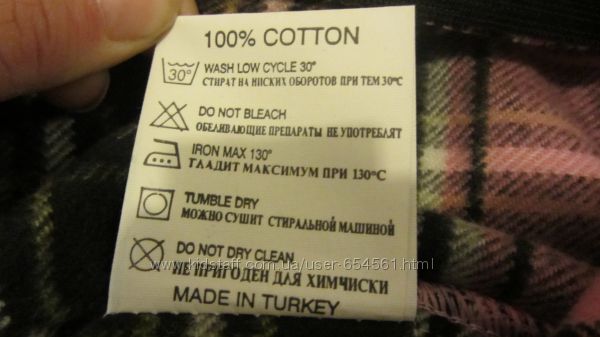 100% COTTON
30°
WASH LOW CYCLE 30°
СТИРАТ НА НИСКИХ ОБОРОТОВ ПРИ ТЕМ 30°C
DO NOT BLEACH
ОБЕЛИВАЮЩИЕ ПРЕПАРАТЫ НЕ УПОТРЕБЛЯТ
IRON MAX 130°
ГЛАДИТ МАКСИМУМ ПРИ 130°C
TUMBLE DRY
МОЖНО СУШИТ СТИРАЛЬНОЙ МАШИНОЙ
DO NOT DRY CLEAN
www.kidstaff.com.ua/user-654561.html
НЕ ПРИГОДЕН ДЛЯ ХИМЧИСКИ
MADE IN TURKEY